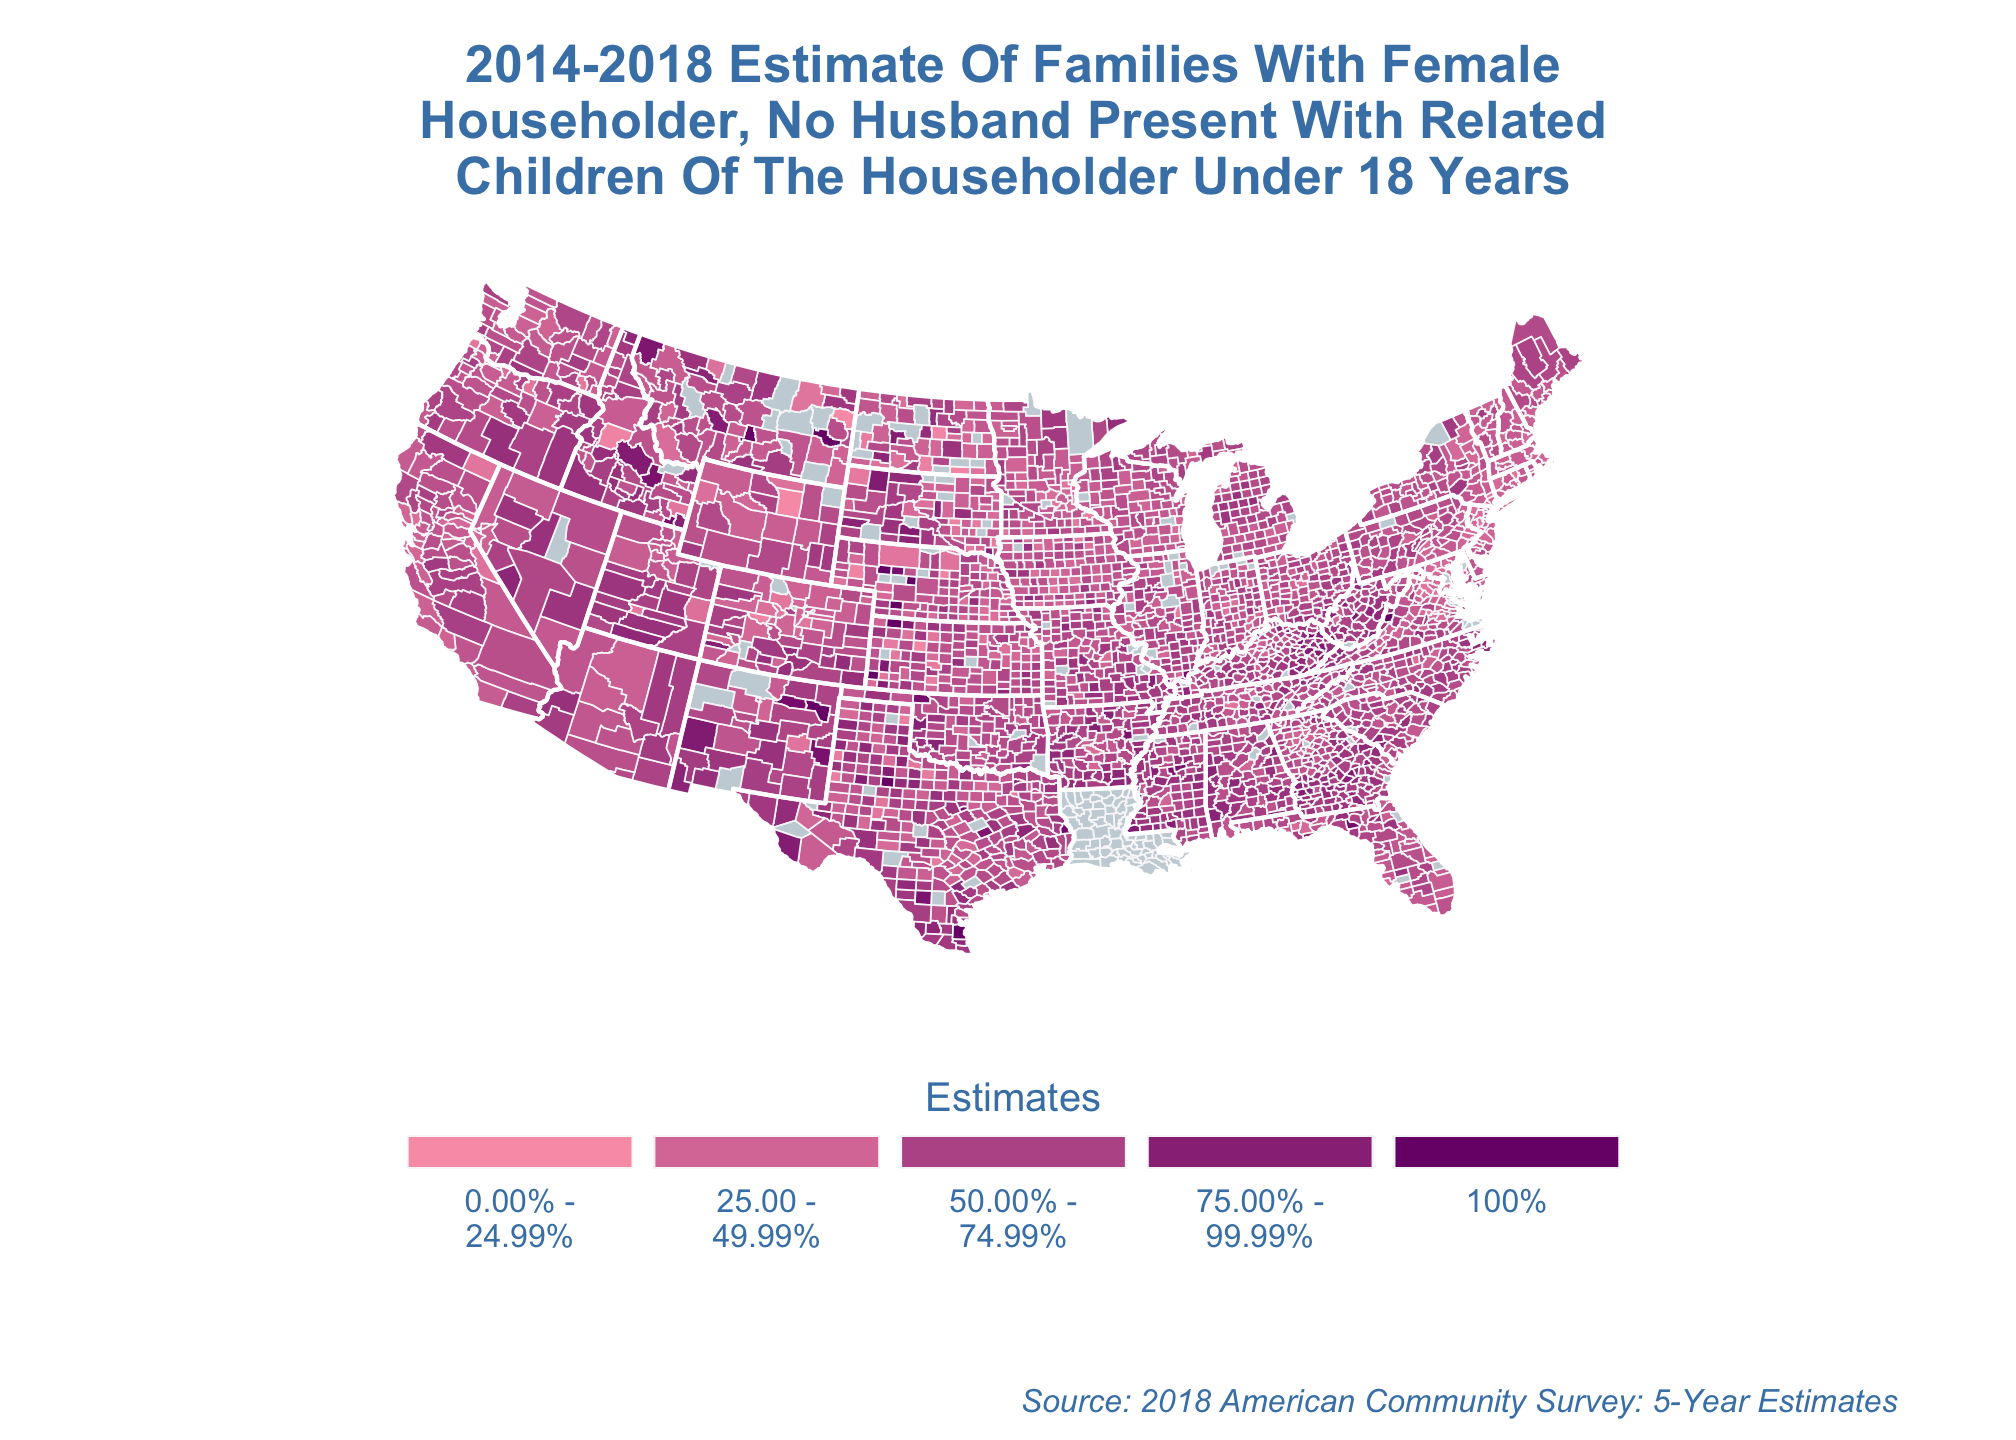 2014-2018 Estimate Of Families With Female
Householder, No Husband Present With Related
Children Of The Householder Under 18 Years
Estimates
0.00% -
24.99%
25.00 -
49.99%
50.00% -
74.99%
75.00% -
99.99%
100%
Source: 2018 American Community Survey: 5-Year Estimates